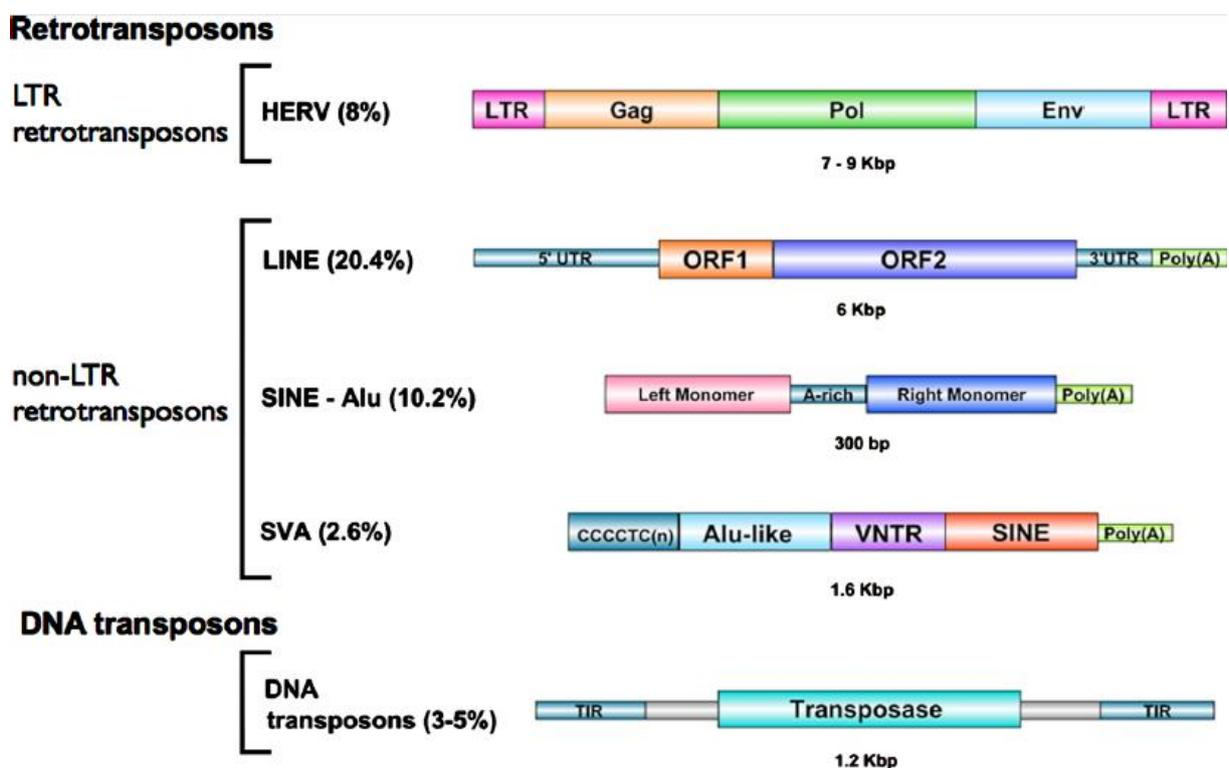 Retrotransposons
LTR
retrotransposons
HERV (8%)
LTR Gag Pol Env LTR
7 - 9 Kbp
LINE (20.4%)
5' UTR ORF1 ORF2 3'UTR Poly(A)
6 Kbp
non-LTR
retrotransposons
SINE - Alu (10.2%)
Left Monomer A-rich Right Monomer Poly(A)
300 bp
SVA (2.6%)
CCCCTC(n) Alu-like VNTR SINE Poly(A)
1.6 Kbp
DNA transposons
DNA
transposons (3-5%)
TIR Transposase TIR
1.2 Kbp